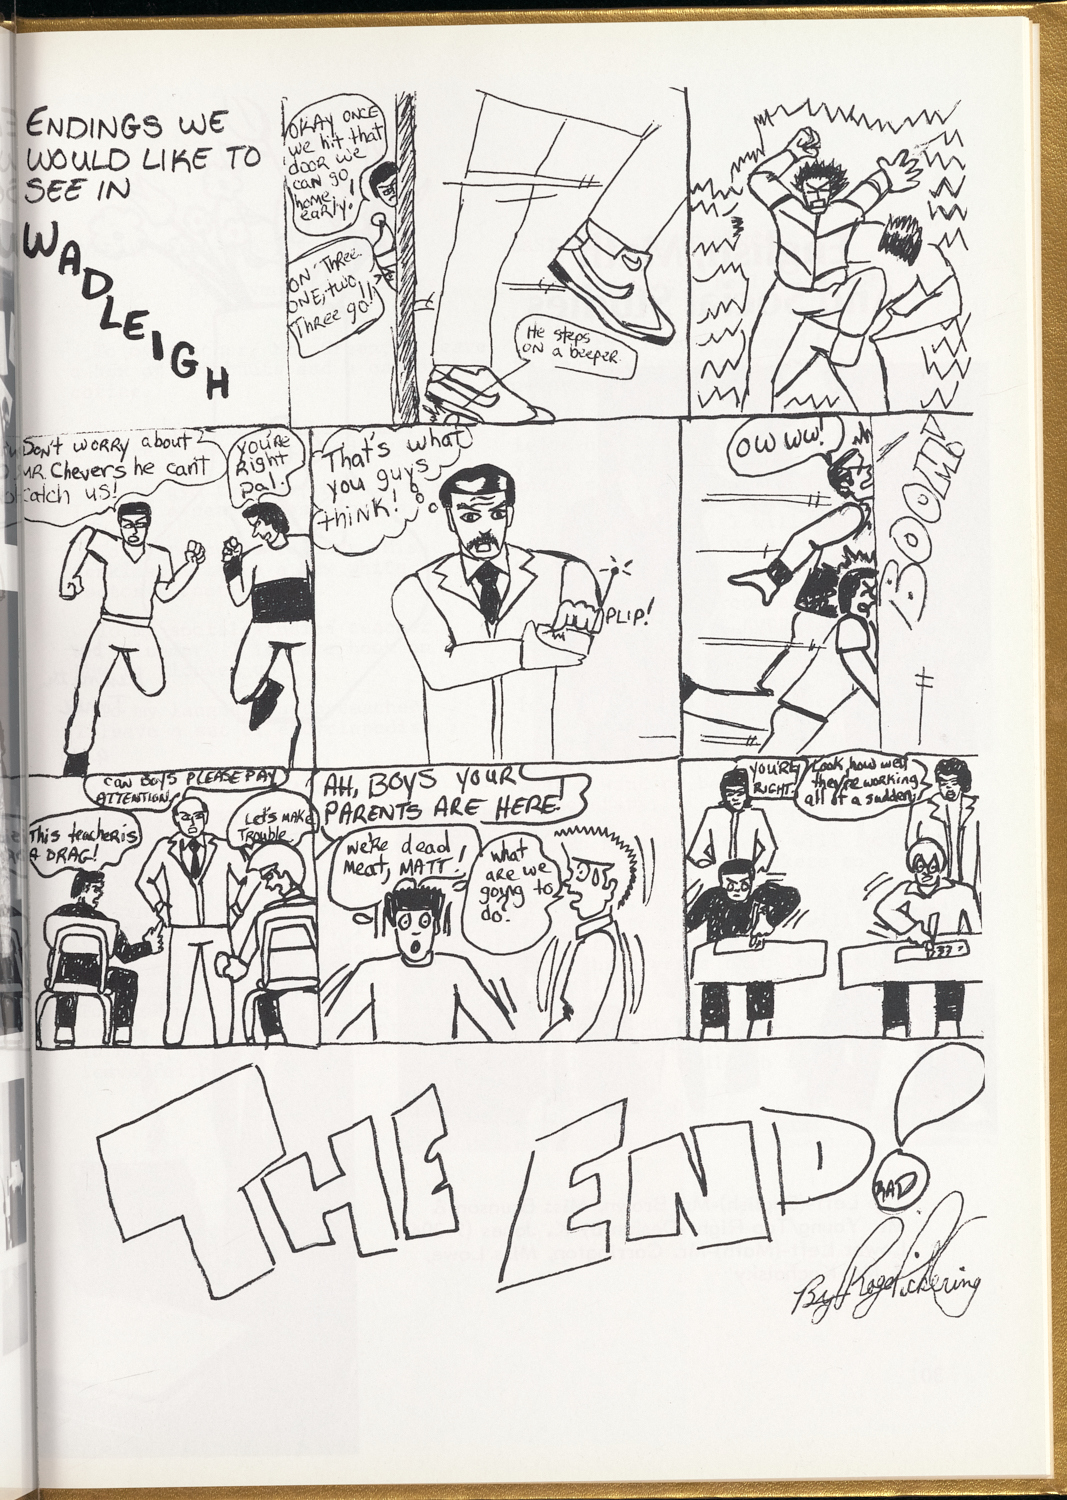 ENDINGS WE
WOULD LIKE TO
SEE IN
WADLEIGH
OKAY ONCE
we hit that
door we
can go
home
early!
ON Three.
ONE, two,
Three go!
He steps
ON a beeper.
Don't worry about
MR. Chevers he can't
catch us!
you're
Right
pal.
That's what
you guys
think!
PLIP!
OWWW!
BOOM!
CAN BOYS PLEASE PAY
ATTENTION!
This teacher is
A DRAG!
Let's make
Trouble
AH, BOYS YOUR
PARENTS ARE HERE.
we're dead
meat, MATT!
what
are we
going to
do.
YOU'RE
RIGHT.
Look how well
they're working
all of a sudden.
THE END!
RAD
By Roge Pickering